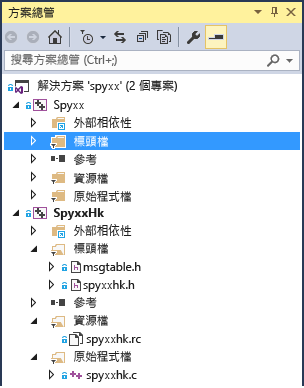 方案總管
搜尋方案總管 (Ctrl+;)
解決方案 'spyxx' (2 個專案)
Spyxx
外部相依性
標頭檔
參考
資源檔
原始程式檔
SpyxxHk
外部相依性
標頭檔
msgtable.h
spyxxhk.h
參考
資源檔
spyxxhk.rc
原始程式檔
spyxxhk.c